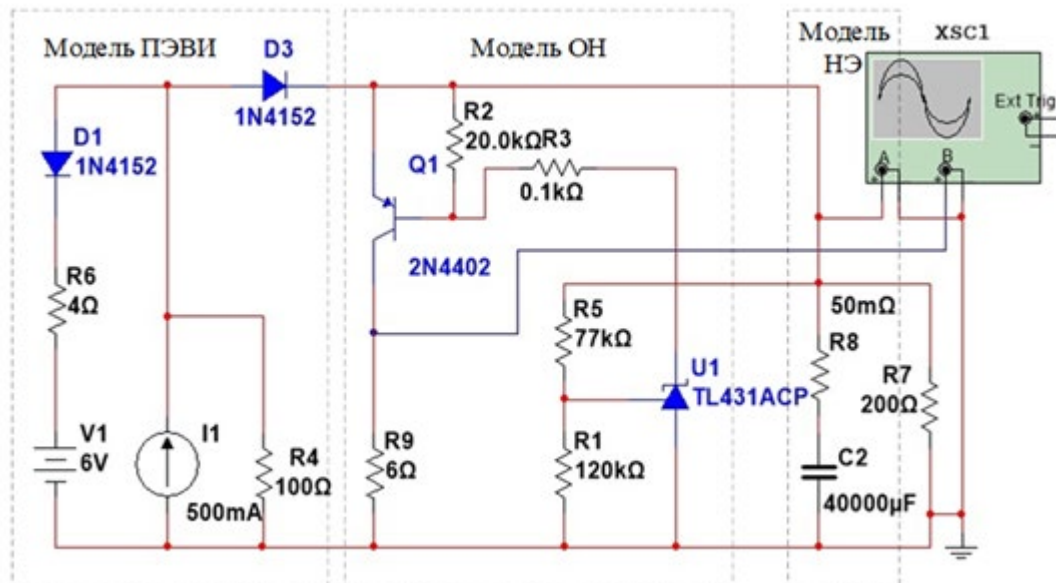 Модель ПЭВИ
D3
1N4152
D1
1N4152
R6
4Ω
V1
6V
I1
500mA
R4
100Ω
Модель ОН
R2
20.0kΩ
R3
0.1kΩ
Q1
2N4402
R5
77kΩ
U1
TL431ACP
R9
6Ω
R1
120kΩ
Модель
НЭ
XSC1
Ext Trig
+
_
A
B
+
_
+
_
50mΩ
R8
R7
200Ω
C2
40000µF